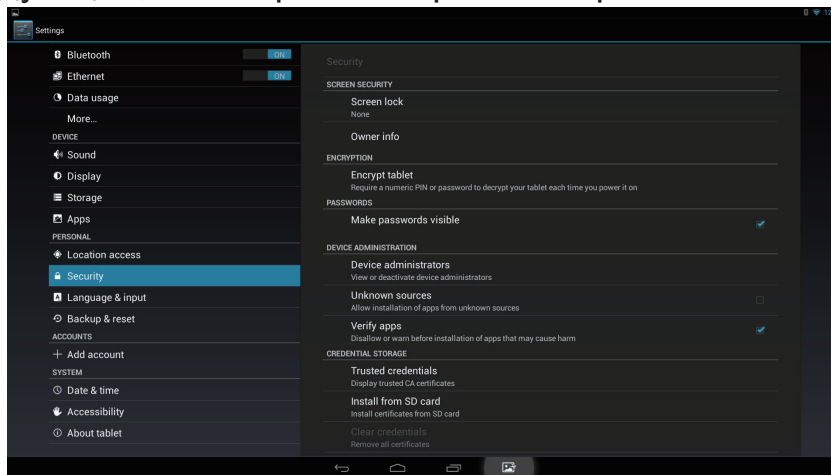 12
Settings
Bluetooth
ON
Ethernet
ON
Data usage
More...
DEVICE
Sound
Display
Storage
Apps
PERSONAL
Location access
Security
Language & input
Backup & reset
ACCOUNTS
Add account
SYSTEM
Date & time
Accessibility
About tablet
Security
SCREEN SECURITY
Screen lock
None
Owner info
ENCRYPTION
Encrypt tablet
Require a numeric PIN or password to decrypt your tablet each time you power it on
PASSWORDS
Make passwords visible
DEVICE ADMINISTRATION
Device administrators
View or deactivate device administrators
Unknown sources
Allow installation of apps from unknown sources
Verify apps
Disallow or warn before installation of apps that may cause harm
CREDENTIAL STORAGE
Trusted credentials
Display trusted CA certificates
Install from SD card
Install certificates from SD card
Clear credentials
Remove all certificates